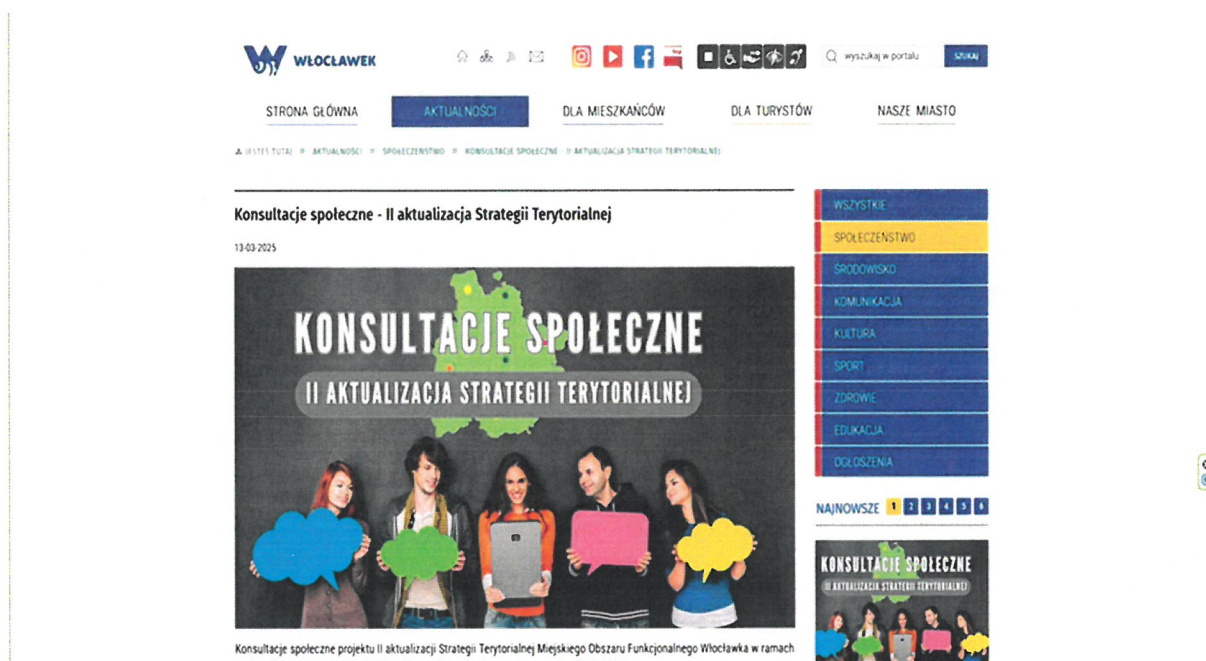 WŁOCŁAWEK
wyszukaj w portalu
SZUKAJ
STRONA GŁÓWNA
AKTUALNOŚCI
DLA MIESZKAŃCÓW
DLA TURYSTÓW
NASZE MIASTO
JESTEŚ TUTAJ » AKTUALNOŚCI » SPOŁECZEŃSTWO » KONSULTACJE SPOŁECZNE - II AKTUALIZACJA STRATEGII TERYTORIALNEJ
Konsultacje społeczne - II aktualizacja Strategii Terytorialnej
13-03-2025
KONSULTACJE SPOŁECZNE
II AKTUALIZACJA STRATEGII TERYTORIALNEJ
Konsultacje społeczne projektu II aktualizacji Strategii Terytorialnej Miejskiego Obszaru Funkcjonalnego Włocławka w ramach
WSZYSTKIE
SPOŁECZEŃSTWO
ŚRODOWISKO
KOMUNIKACJA
KULTURA
SPORT
ZDROWIE
EDUKACJA
OGŁOSZENIA
NAJNOWSZE 1 2 3 4 5 6
KONSULTACJE SPOŁECZNE
II AKTUALIZACJA STRATEGII TERYTORIALNEJ